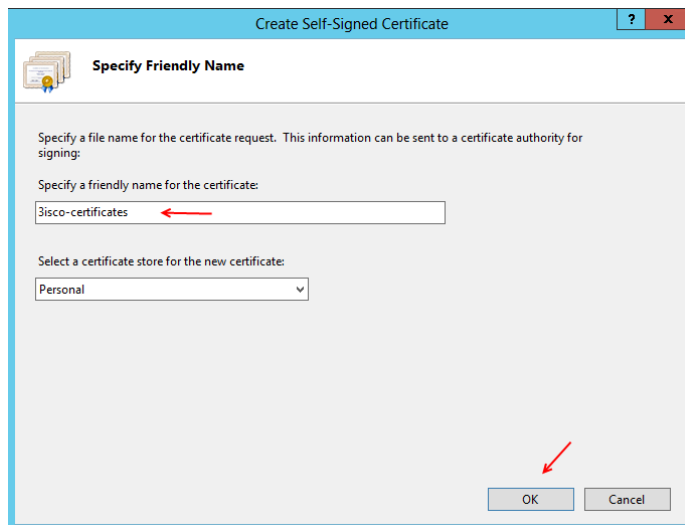 Create Self-Signed Certificate
? x
Specify Friendly Name
Specify a file name for the certificate request.  This information can be sent to a certificate authority for
signing:
Specify a friendly name for the certificate:
3isco-certificates
Select a certificate store for the new certificate:
Personal
OK Cancel